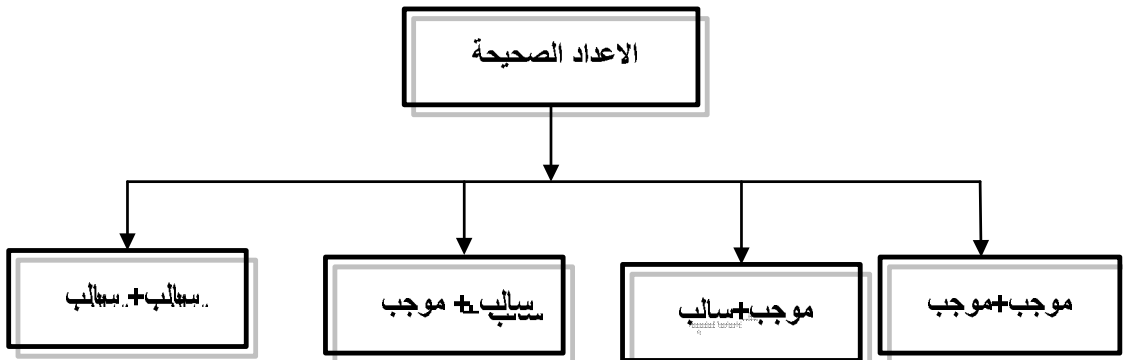 الاعداد الصحيحة
موجب+موجب
موجب+سالب
سالب + موجب
سالب+سالب